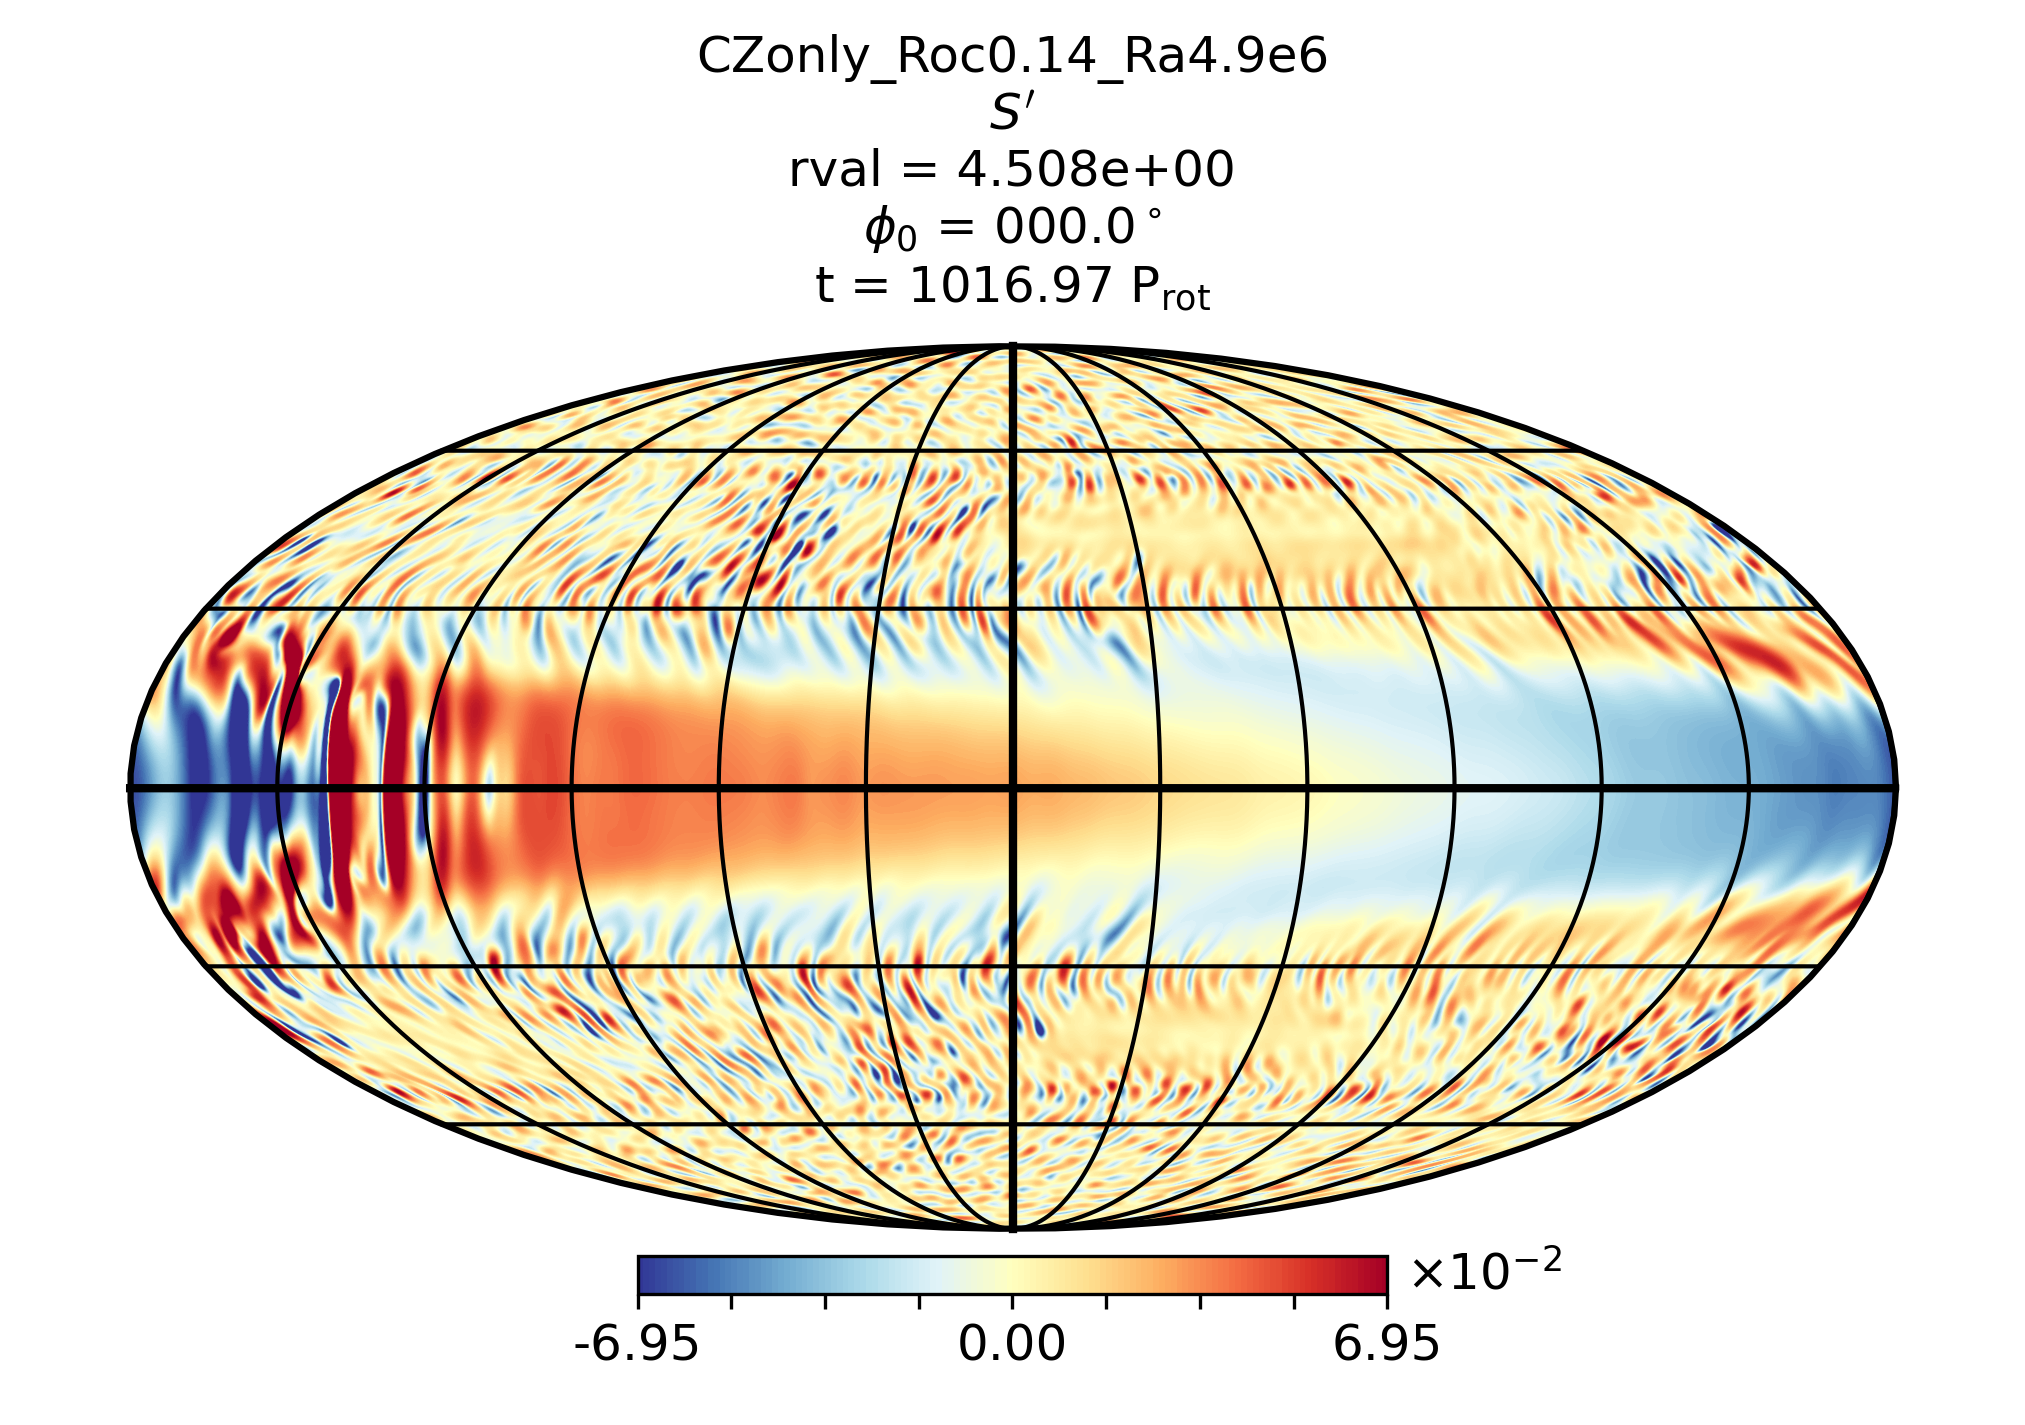 CZonly_Roc0.14_Ra4.9e6
S′
rval = 4.508e+00
ϕ₀ = 000.0°
t = 1016.97 P_rot
×10⁻²
-6.95 0.00 6.95